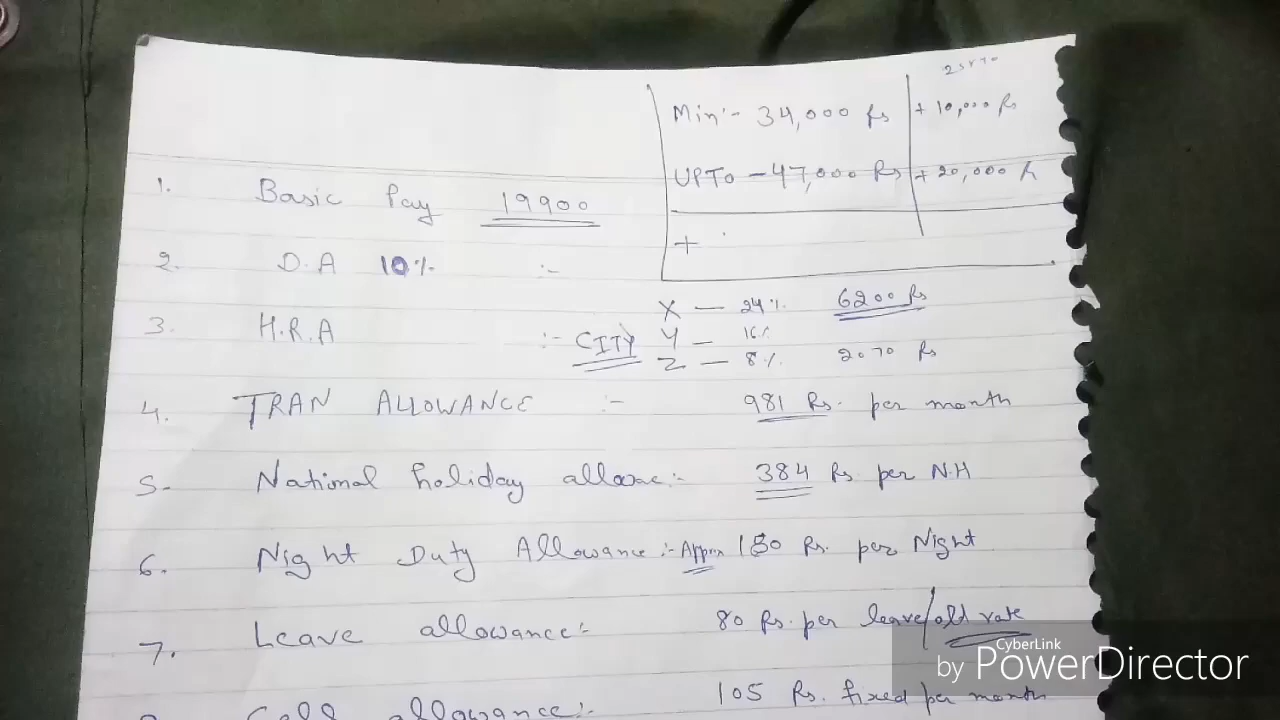 Min:- 34,000 Rs + 10,000 Rs
UPTO - 47,000 Rs + 20,000
+
1. Basic Pay 19900
2. D.A 10% :-
3. H.R.A :- CITY
X — 24% 6200 Rs
Y — 16%
Z — 8% 2070 Rs
4. TRAN ALLOWANCE :- 981 Rs. per month
5- National holiday :- 384 Rs per N.H
6. Night Duty Allowance :- Appx Rs. per Night
7. Leave allowance:- 80 Rs. per leave/old rate
allowance:- 105 Rs. fixed per month
CyberLink
by PowerDirector